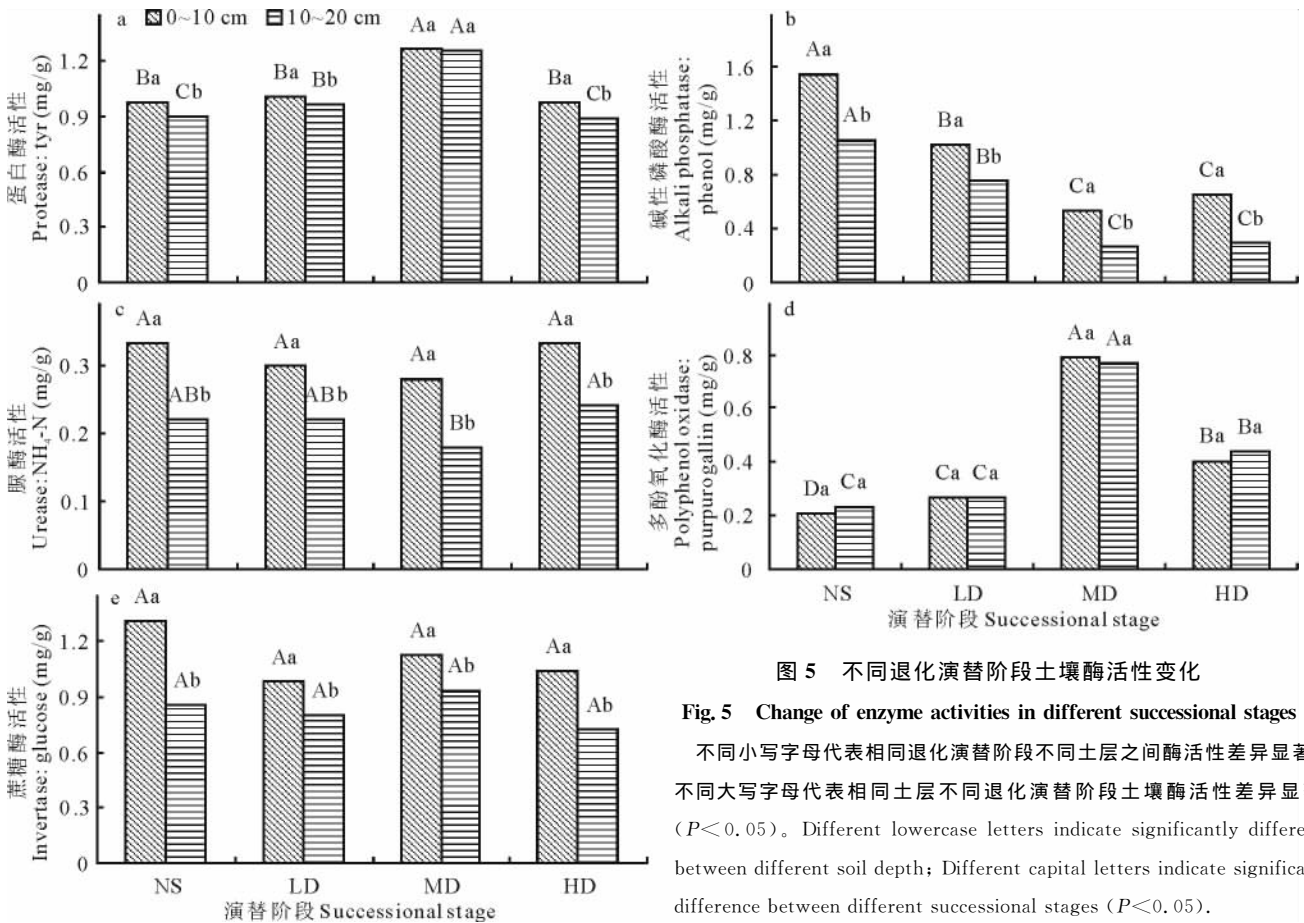 a 0~10 cm 10~20 cm
蛋白酶活性
Protease: tyr (mg/g)
1.2
0.9
0.6
0.3
0
Ba Cb Ba Bb Aa Aa Ba Cb
b
碱性磷酸酶活性
Alkali phosphatase:
phenol (mg/g)
1.6
1.2
0.8
0.4
0
Aa Ab Ba Bb Ca Cb Ca Cb
c
脲酶活性
Urease: NH₄-N (mg/g)
0.3
0.2
0.1
0
Aa ABb Aa ABb Aa Bb Aa Ab
d
多酚氧化酶活性
Polyphenol oxidase:
purpurogallin (mg/g)
0.8
0.6
0.4
0.2
0
Da Ca Ca Ca Aa Aa Ba Ba
NS LD MD HD
演替阶段 Successional stage
e
蔗糖酶活性
Invertase: glucose (mg/g)
1.2
0.9
0.6
0.3
0
Aa Ab Aa Ab Aa Ab Aa Ab
NS LD MD HD
演替阶段 Successional stage
图 5 不同退化演替阶段土壤酶活性变化
Fig. 5 Change of enzyme activities in different successional stages
不同小写字母代表相同退化演替阶段不同土层之间酶活性差异显著
不同大写字母代表相同土层不同退化演替阶段土壤酶活性差异显
(P<0.05)。Different lowercase letters indicate significantly differe
between different soil depth; Different capital letters indicate significa
difference between different successional stages (P<0.05).